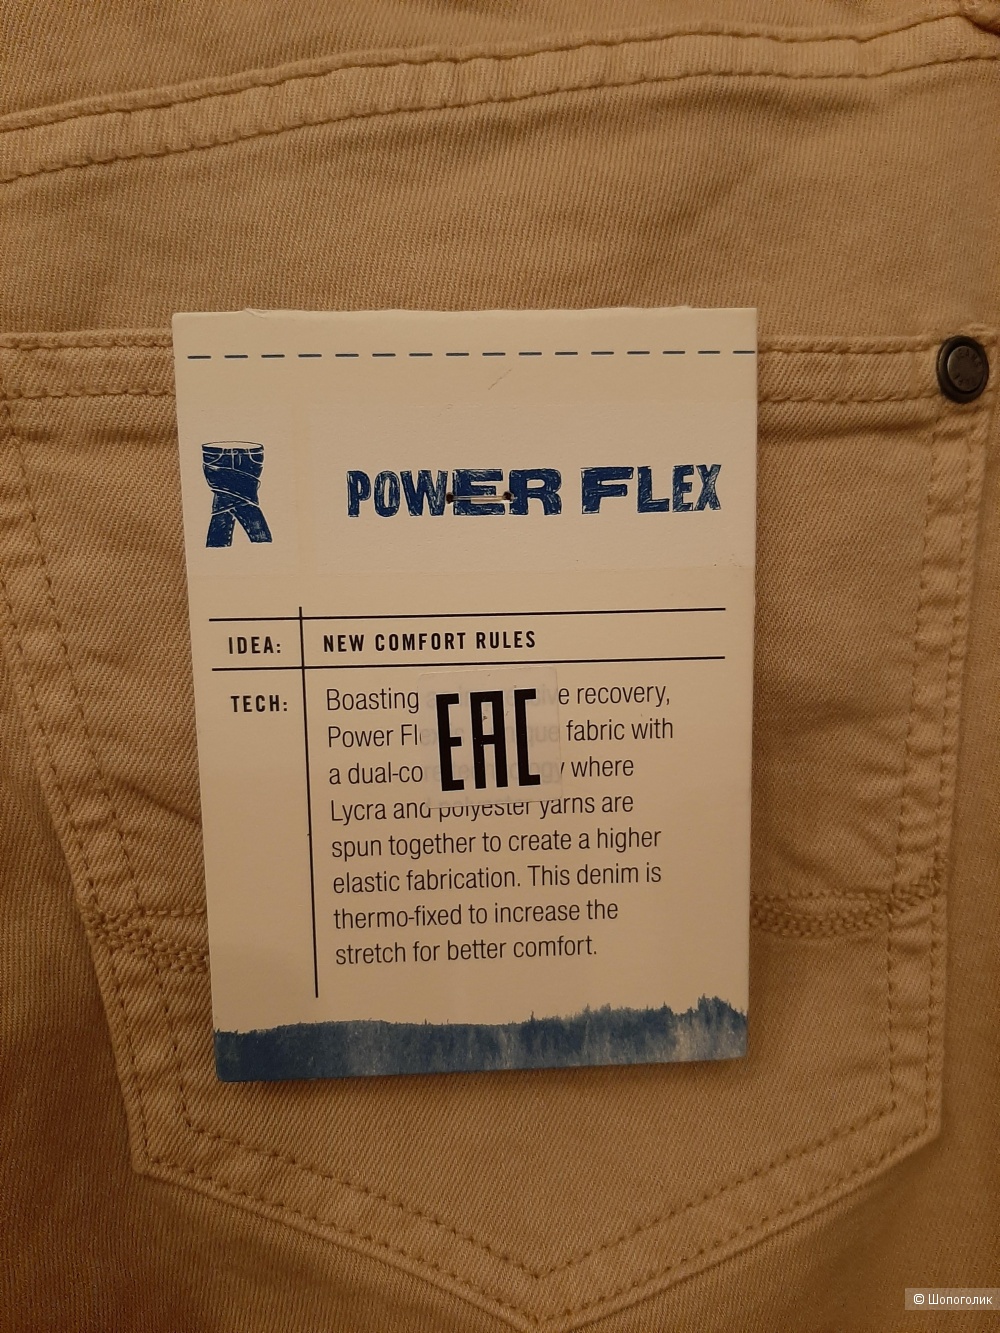 POWER FLEX
IDEA: NEW COMFORT RULES
TECH: Boasting e recovery,
Power Fl fabric with
a dual-co y where
Lycra and polyester yarns are
spun together to create a higher
elastic fabrication. This denim is
thermo-fixed to increase the
stretch for better comfort.
EAC
© Шопоголик